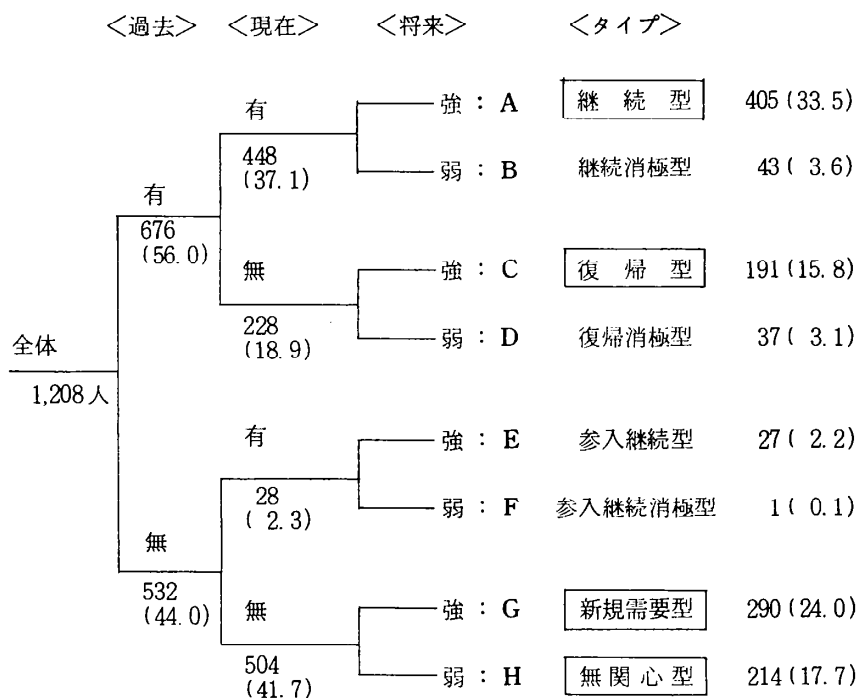 <過去> <現在> <将来> <タイプ>
有 強 : A 継続型 405 (33.5)
448
(37.1)
弱 : B 継続消極型 43 ( 3.6)
有
676
(56.0)
無 強 : C 復帰型 191 (15.8)
228
(18.9)
弱 : D 復帰消極型 37 ( 3.1)
全体
1,208人
有 強 : E 参入継続型 27 ( 2.2)
28
( 2.3)
弱 : F 参入継続消極型 1 ( 0.1)
無
532
(44.0)
無 強 : G 新規需要型 290 (24.0)
504
(41.7)
弱 : H 無関心型 214 (17.7)